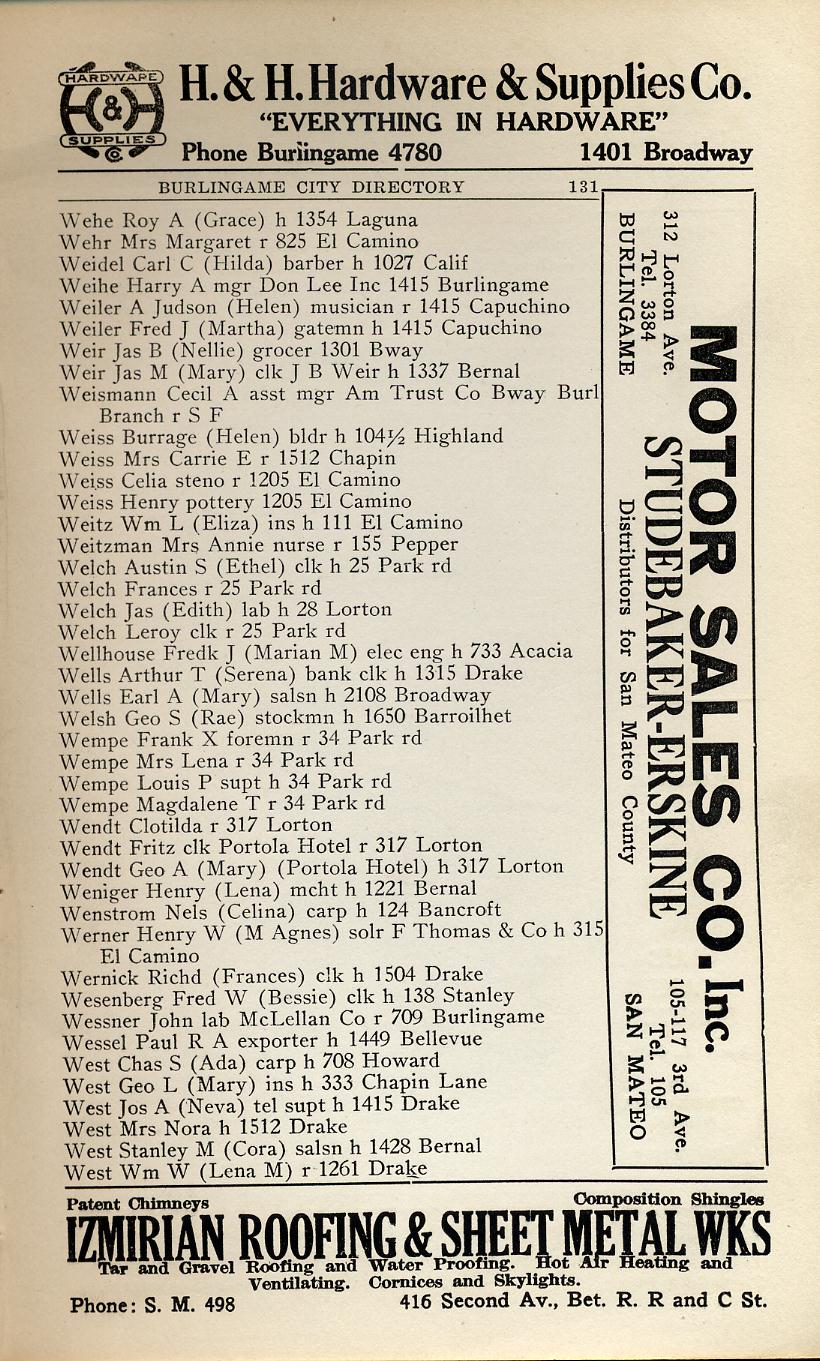 HARDWARE
H&H
SUPPLIES
Co
H. & H. Hardware & Supplies Co.
"EVERYTHING IN HARDWARE"
Phone Burlingame 4780 1401 Broadway
BURLINGAME CITY DIRECTORY 131
Wehe Roy A (Grace) h 1354 Laguna
Wehr Mrs Margaret r 825 El Camino
Weidel Carl C (Hilda) barber h 1027 Calif
Weihe Harry A mgr Don Lee Inc 1415 Burlingame
Weiler A Judson (Helen) musician r 1415 Capuchino
Weiler Fred J (Martha) gatemn h 1415 Capuchino
Weir Jas B (Nellie) grocer 1301 Bway
Weir Jas M (Mary) clk J B Weir h 1337 Bernal
Weismann Cecil A asst mgr Am Trust Co Bway Burl
Branch r S F
Weiss Burrage (Helen) bldr h 104½ Highland
Weiss Mrs Carrie E r 1512 Chapin
Weiss Celia steno r 1205 El Camino
Weiss Henry pottery 1205 El Camino
Weitz Wm L (Eliza) ins h 111 El Camino
Weitzman Mrs Annie nurse r 155 Pepper
Welch Austin S (Ethel) clk h 25 Park rd
Welch Frances r 25 Park rd
Welch Jas (Edith) lab h 28 Lorton
Welch Leroy clk r 25 Park rd
Wellhouse Fredk J (Marian M) elec eng h 733 Acacia
Wells Arthur T (Serena) bank clk h 1315 Drake
Wells Earl A (Mary) salsn h 2108 Broadway
Welsh Geo S (Rae) stockmn h 1650 Barroilhet
Wempe Frank X foremn r 34 Park rd
Wempe Mrs Lena r 34 Park rd
Wempe Louis P supt h 34 Park rd
Wempe Magdalene T r 34 Park rd
Wendt Clotilda r 317 Lorton
Wendt Fritz clk Portola Hotel r 317 Lorton
Wendt Geo A (Mary) (Portola Hotel) h 317 Lorton
Weniger Henry (Lena) mcht h 1221 Bernal
Wenstrom Nels (Celina) carp h 124 Bancroft
Werner Henry W (M Agnes) solr F Thomas & Co h 315
El Camino
Wernick Richd (Frances) clk h 1504 Drake
Wesenberg Fred W (Bessie) clk h 138 Stanley
Wessner John lab McLellan Co r 709 Burlingame
Wessel Paul R A exporter h 1449 Bellevue
West Chas S (Ada) carp h 708 Howard
West Geo L (Mary) ins h 333 Chapin Lane
West Jos A (Neva) tel supt h 1415 Drake
West Mrs Nora h 1512 Drake
West Stanley M (Cora) salsn h 1428 Bernal
West Wm W (Lena M) r 1261 Drake
MOTOR SALES CO. Inc.
STUDEBAKER-ERSKINE
Distributors for San Mateo County
312 Lorton Ave.
Tel. 3384
BURLINGAME
105-117 3rd Ave.
Tel. 105
SAN MATEO
Patent Chimneys Composition Shingles
IZMIRIAN ROOFING & SHEET METAL WKS
Tar and Gravel Roofing and Water Proofing. Hot Air Heating and
Ventilating. Cornices and Skylights.
Phone: S. M. 498 416 Second Av., Bet. R. R and C St.